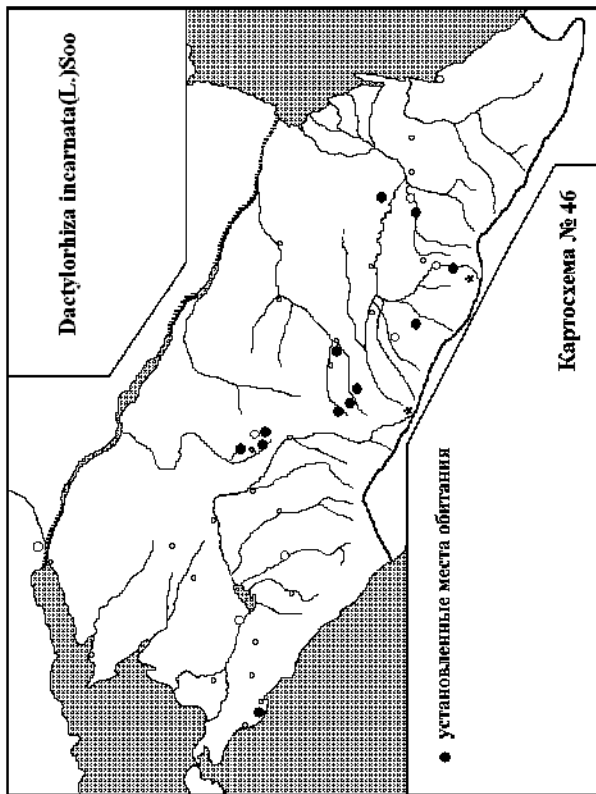 Dactylorhiza incarnata(L.)Soo
Картосхема № 46
установленные места обитания